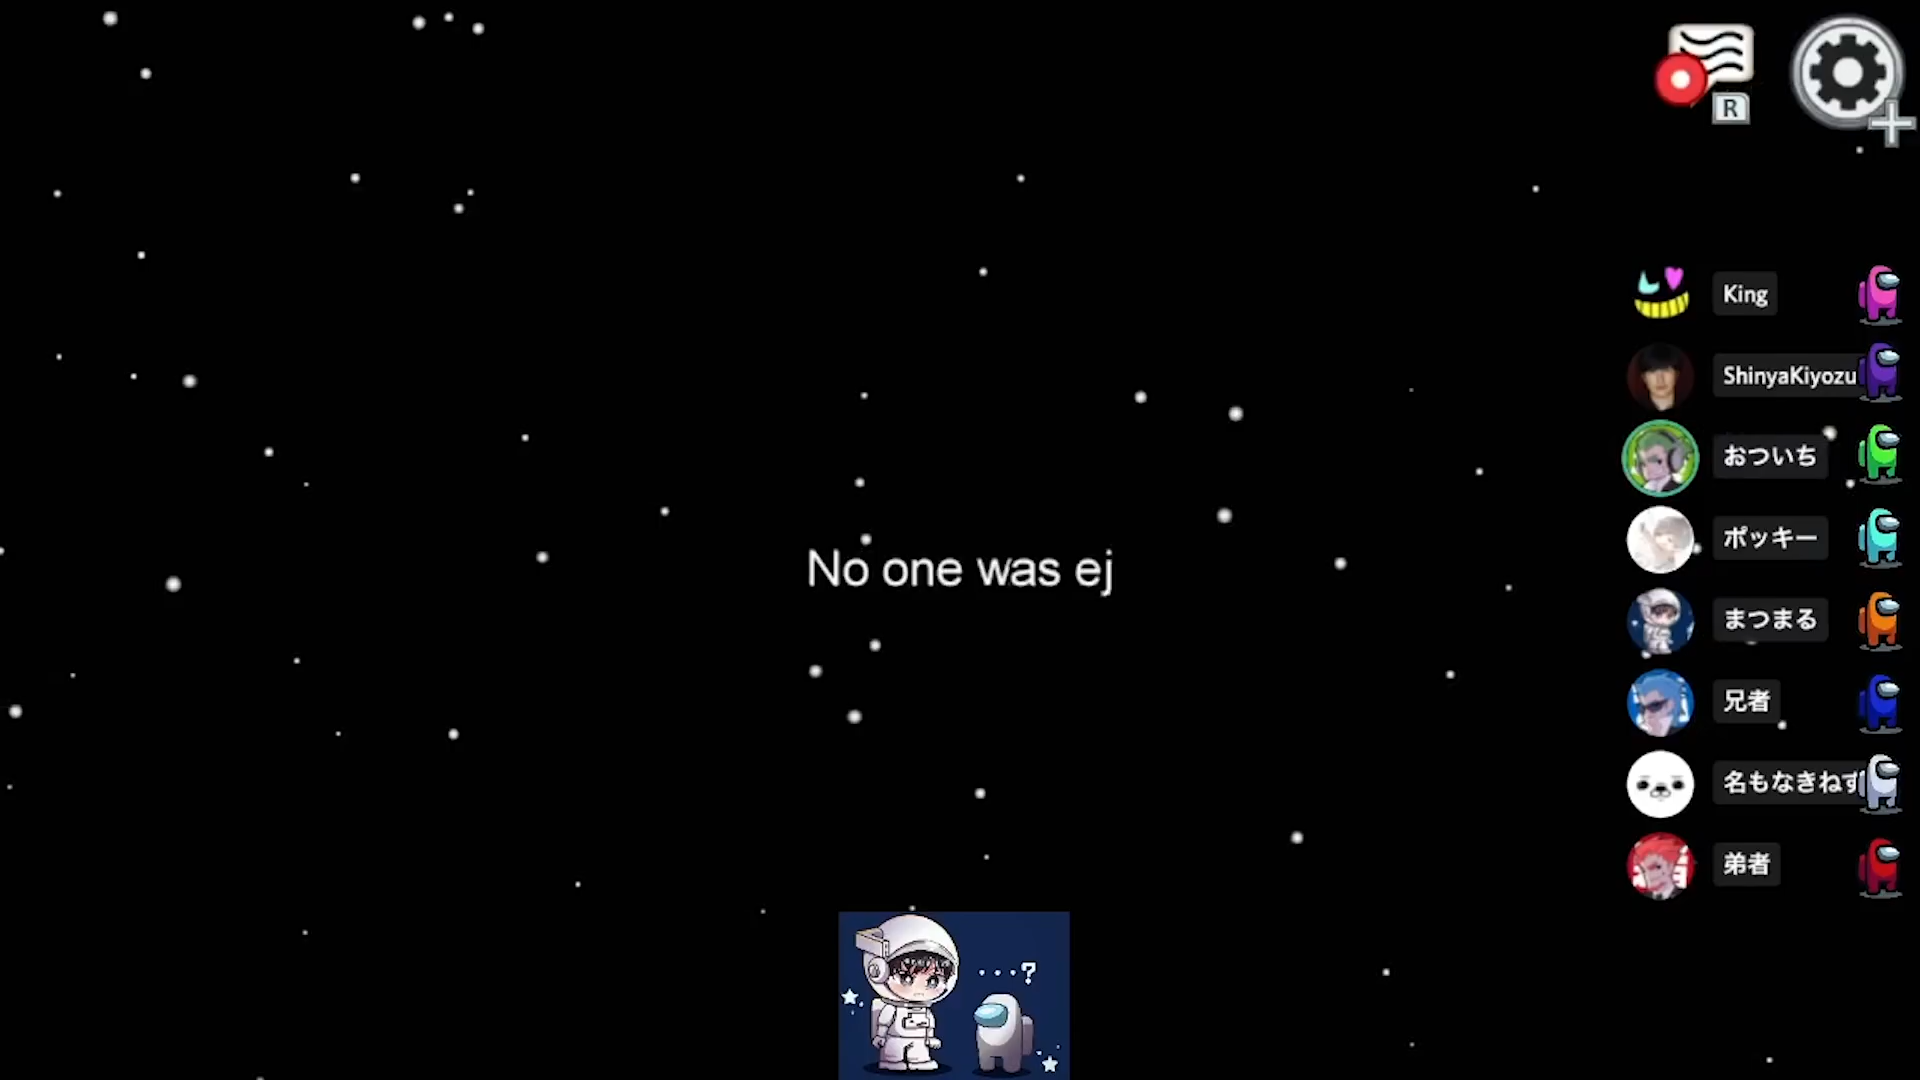 R
King
ShinyaKiyozu
おついち
ポッキー
No one was ej
まつまる
兄者
名もなきねず
弟者
...?